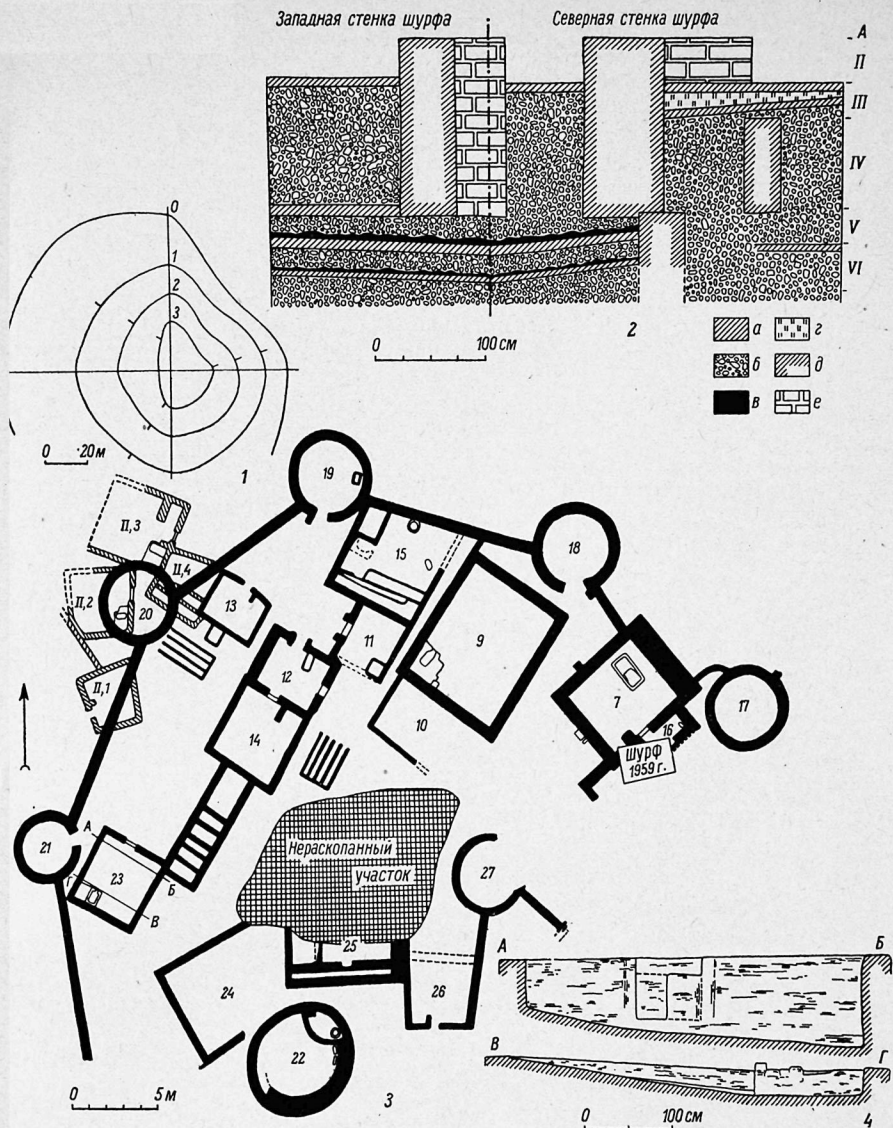 Западная стенка шурфа
Северная стенка шурфа
А
II
III
IV
V
VI
0
1
2
3
0 20 м
1
0 100 см
2
а г
б д
в е
19
18
15
II,3
II,4
II,2
20
13
11
9
12
7
17
II,1
16
10
14
Шурф
1959 г.
21
А
23
Б
Г
В
Нераскопанный
участок
27
25
24
26
22
0 5 м
3
А Б
В Г
0 100 см
4